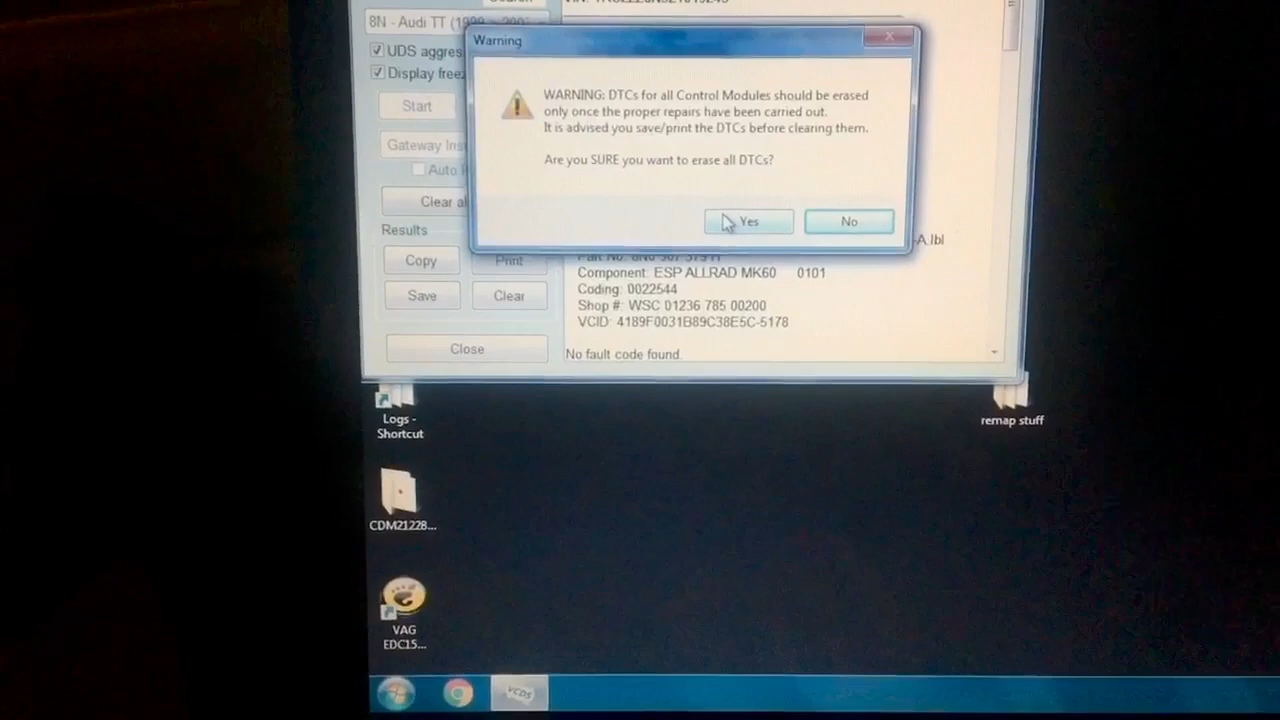 8N - Audi TT
Warning
UDS aggres
Display free
WARNING: DTCs for all Control Modules should be erased
only once the proper repairs have been carried out.
It is advised you save/print the DTCs before clearing them.
Are you SURE you want to erase all DTCs?
Start
Gateway Ins
Auto
Clear al
Yes
No
Results
-A.lbl
Copy
Print
Component: ESP ALLRAD MK60 0101
Coding: 0022544
Save
Clear
Shop #: WSC 01236 785 00200
VCID: 4189F0031B89C38E5C-5178
Close
No fault code found.
Logs -
Shortcut
remap stuff
CDM21228...
VAG
EDC15...
VCDS